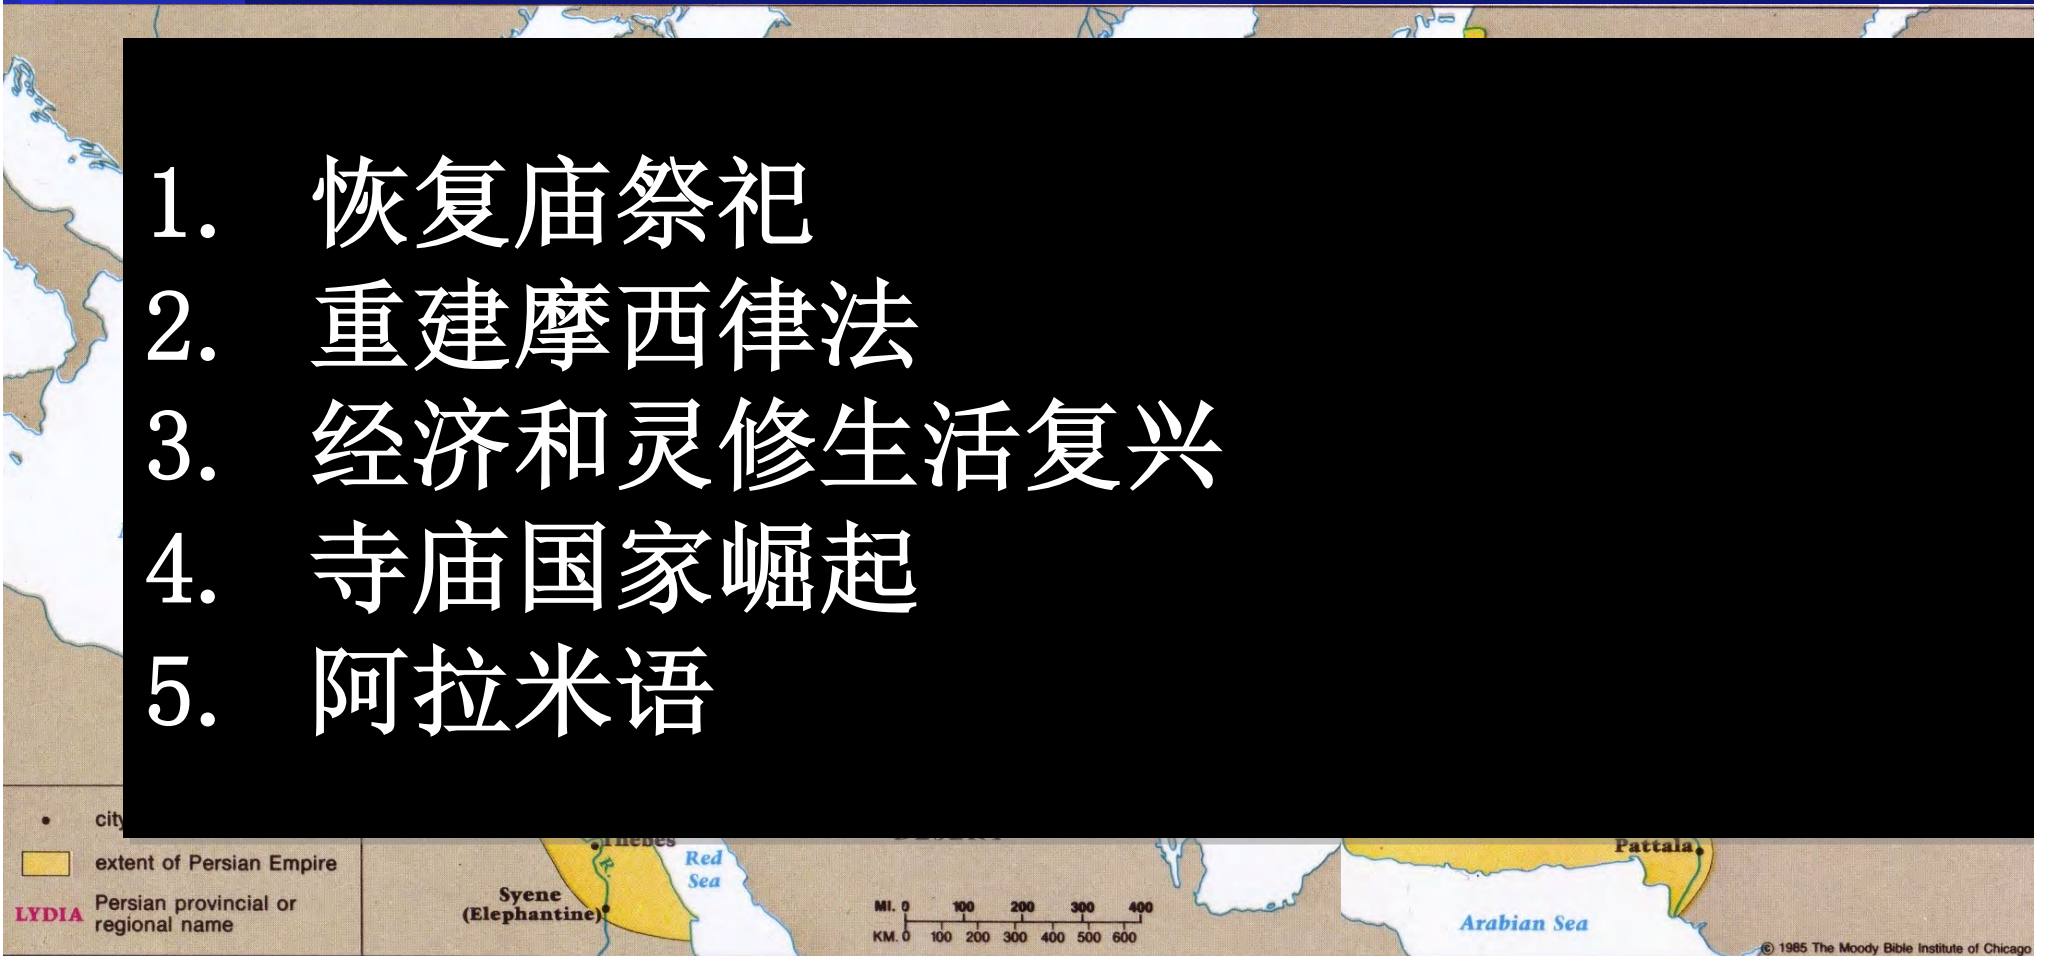 1. 恢复庙祭祀
2. 重建摩西律法
3. 经济和灵修生活复兴
4. 寺庙国家崛起
5. 阿拉米语
city
extent of Persian Empire
LYDIA Persian provincial or
regional name
Thebes
R.
Red
Sea
Syene
(Elephantine)
MI. 0 100 200 300 400
KM. 0 100 200 300 400 500 600
Pattala
Arabian Sea
© 1985 The Moody Bible Institute of Chicago